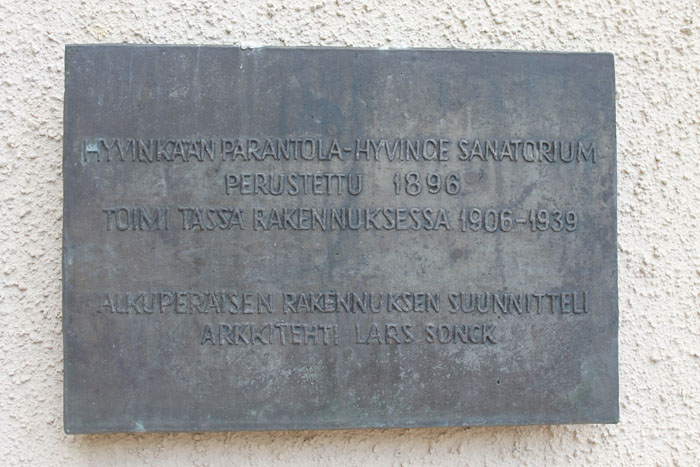 HYVINKÄÄN PARANTOLA-HYVINGE SANATORIUM
PERUSTETTU 1896
TOIMI TÄSSÄ RAKENNUKSESSA 1906-1939
ALKUPERÄISEN RAKENNUKSEN SUUNNITTELI
ARKKITEHTI LARS SONCK